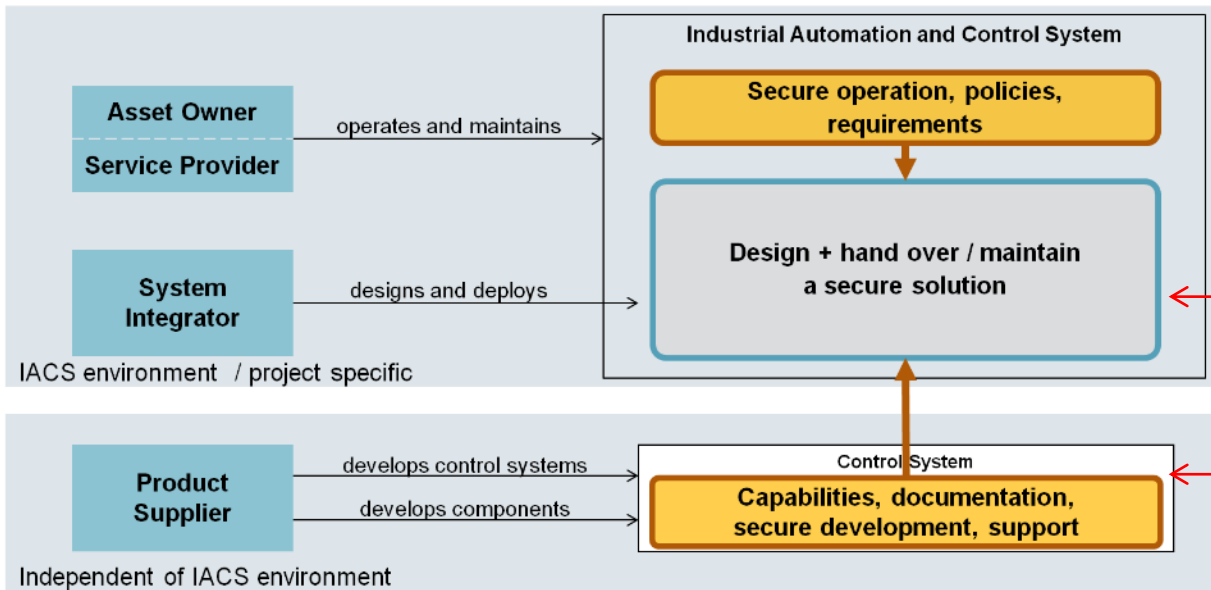 Industrial Automation and Control System
Secure operation, policies,
requirements
Asset Owner
Service Provider
operates and maintains
Design + hand over / maintain
a secure solution
System
Integrator
designs and deploys
IACS environment / project specific
Product
Supplier
develops control systems
develops components
Control System
Capabilities, documentation,
secure development, support
Independent of IACS environment